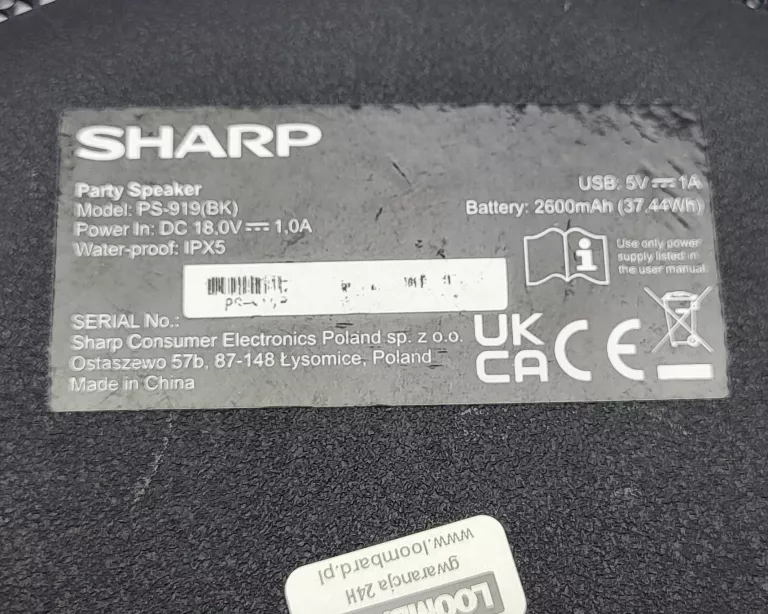 SHARP
Party Speaker
Model: PS-919(BK)
Power In: DC 18.0V⎓1.0A
Water-proof: IPX5
USB: 5V⎓1A
Battery: 2600mAh (37.44Wh)
Use only power
supply listed in
the user manual.
SERIAL No.:
Sharp Consumer Electronics Poland sp. z o.o.
Ostaszewo 57b, 87-148 Łysomice, Poland
Made in China
UK
CA
CE
www.loombard.pl
gwarancja 24H